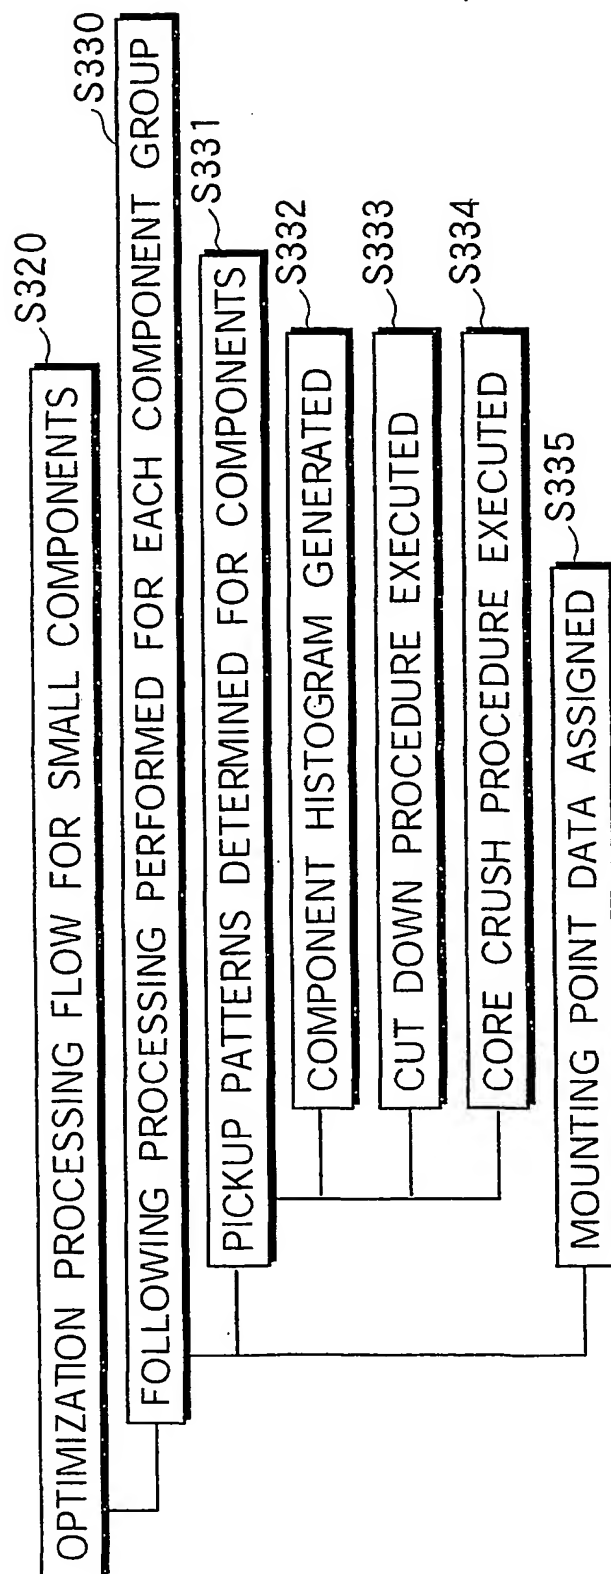 OPTIMIZATION PROCESSING FLOW FOR SMALL COMPONENTS
S320
FOLLOWING PROCESSING PERFORMED FOR EACH COMPONENT GROUP
S330
PICKUP PATTERNS DETERMINED FOR COMPONENTS
S331
COMPONENT HISTOGRAM GENERATED
S332
CUT DOWN PROCEDURE EXECUTED
S333
CORE CRUSH PROCEDURE EXECUTED
S334
MOUNTING POINT DATA ASSIGNED
S335